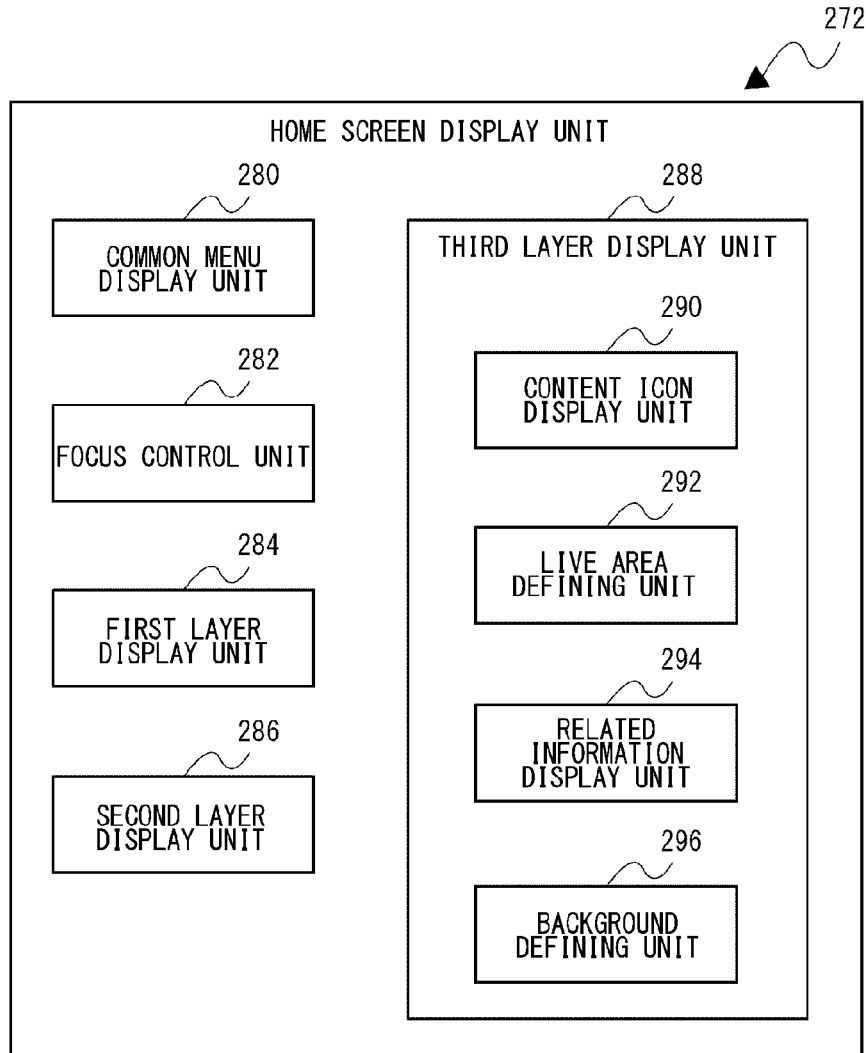 272
HOME SCREEN DISPLAY UNIT
280
COMMON MENU
DISPLAY UNIT
282
FOCUS CONTROL UNIT
284
FIRST LAYER
DISPLAY UNIT
286
SECOND LAYER
DISPLAY UNIT
288
THIRD LAYER DISPLAY UNIT
290
CONTENT ICON
DISPLAY UNIT
292
LIVE AREA
DEFINING UNIT
294
RELATED
INFORMATION
DISPLAY UNIT
296
BACKGROUND
DEFINING UNIT